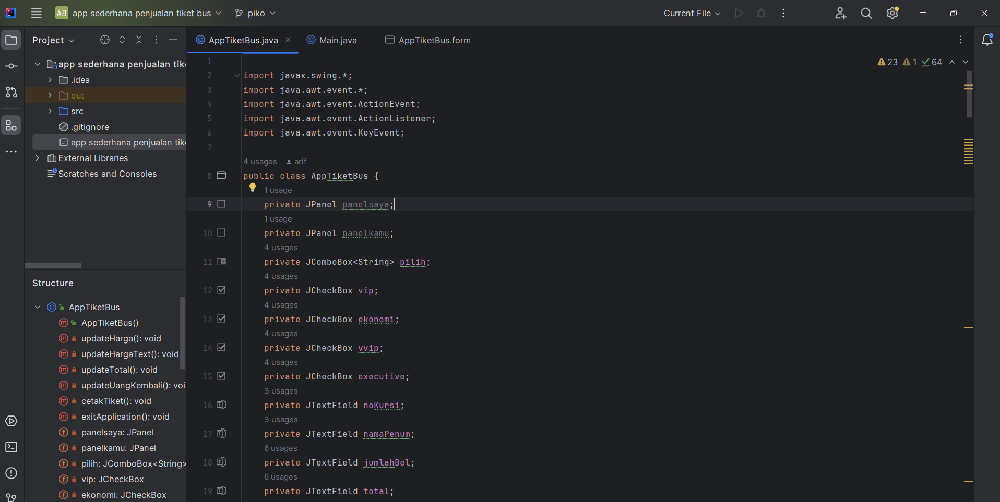 AB app sederhana penjualan tiket bus piko Current File
Project
AppTiketBus.java Main.java AppTiketBus.form
app sederhana penjualan tik
.idea
out
src
.gitignore
app sederhana penjualan tike
External Libraries
Scratches and Consoles
Structure
AppTiketBus
AppTiketBus()
updateHarga(): void
updateHargaText(): void
updateTotal(): void
updateUangKembali(): voi
cetakTiket(): void
exitApplication(): void
panelsaya: JPanel
panelkamu: JPanel
pilih: JComboBox<String>
vip: JCheckBox
ekonomi: JCheckBox
23 1 64
1
2 import javax.swing.*;
3 import java.awt.event.*;
4 import java.awt.event.ActionEvent;
5 import java.awt.event.ActionListener;
6 import java.awt.event.KeyEvent;
7
4 usages arif
8 public class AppTiketBus {
1 usage
9 private JPanel panelsaya;
1 usage
10 private JPanel panelkamu;
4 usages
11 private JComboBox<String> pilih;
4 usages
12 private JCheckBox vip;
4 usages
13 private JCheckBox ekonomi;
4 usages
14 private JCheckBox vvip;
4 usages
15 private JCheckBox executive;
3 usages
16 private JTextField noKursi;
3 usages
17 private JTextField namaPenum;
6 usages
18 private JTextField jumlahBel;
6 usages
19 private JTextField total;